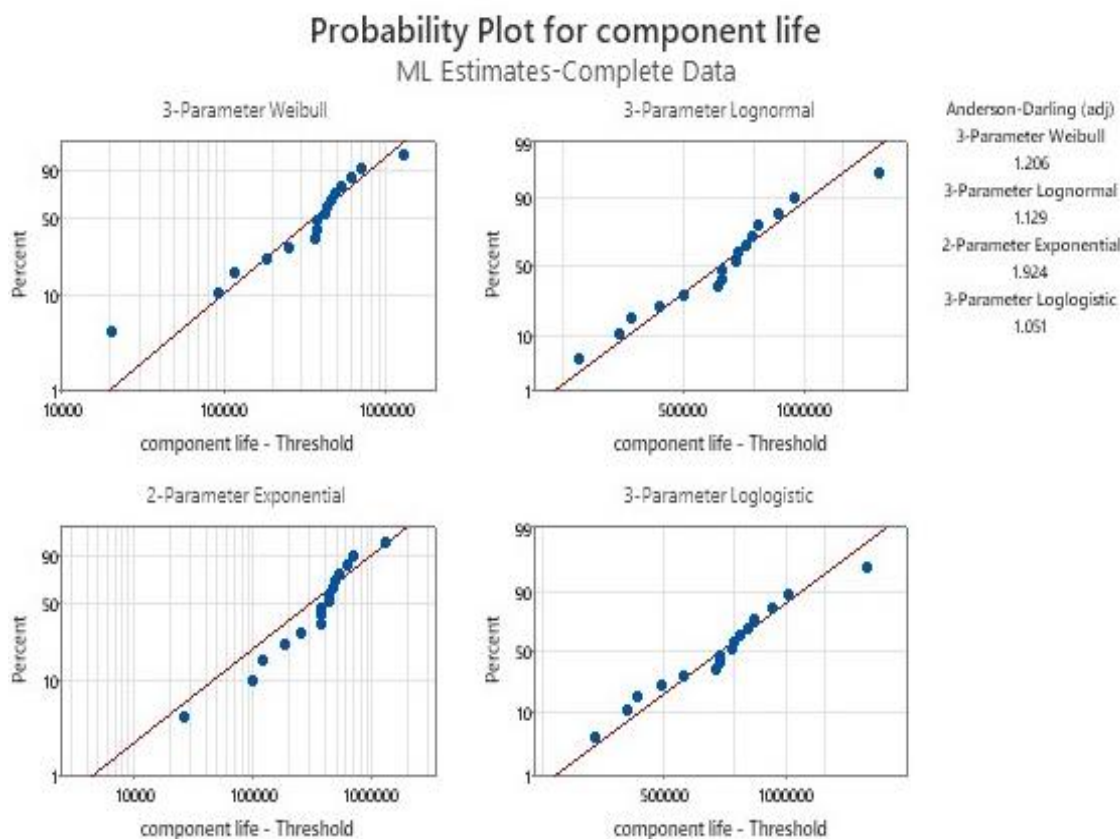 Probability Plot for component life
ML Estimates-Complete Data
3-Parameter Weibull
90
50
10
1
Percent
10000 100000 1000000
component life - Threshold
3-Parameter Lognormal
99
90
50
10
1
Percent
500000 1000000
component life - Threshold
Anderson-Darling (adj)
3-Parameter Weibull
1.206
3-Parameter Lognormal
1.129
2-Parameter Exponential
1.924
3-Parameter Loglogistic
1.051
2-Parameter Exponential
90
50
10
1
Percent
10000 100000 1000000
component life - Threshold
3-Parameter Loglogistic
99
90
50
10
1
Percent
500000 1000000
component life - Threshold